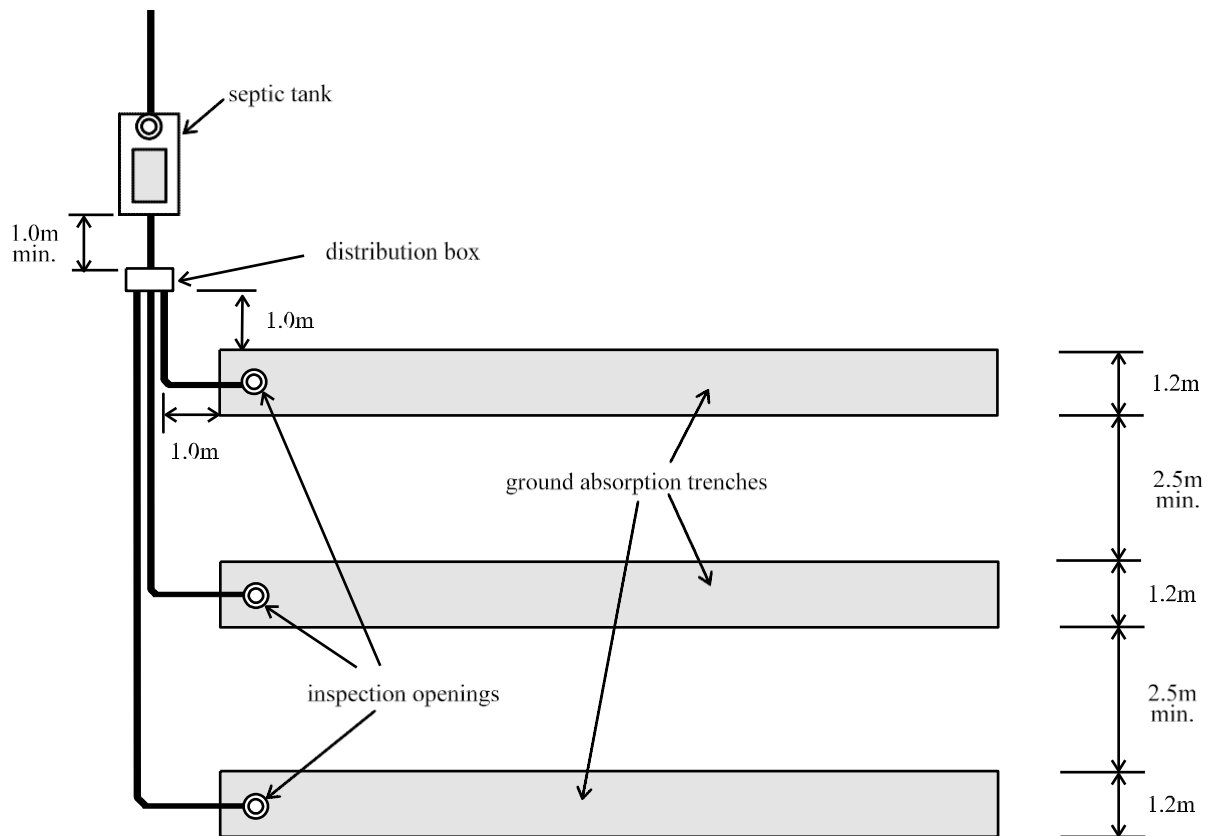 septic tank
1.0m
min.
distribution box
1.0m
1.2m
1.0m
ground absorption trenches
2.5m
min.
1.2m
inspection openings
2.5m
min.
1.2m